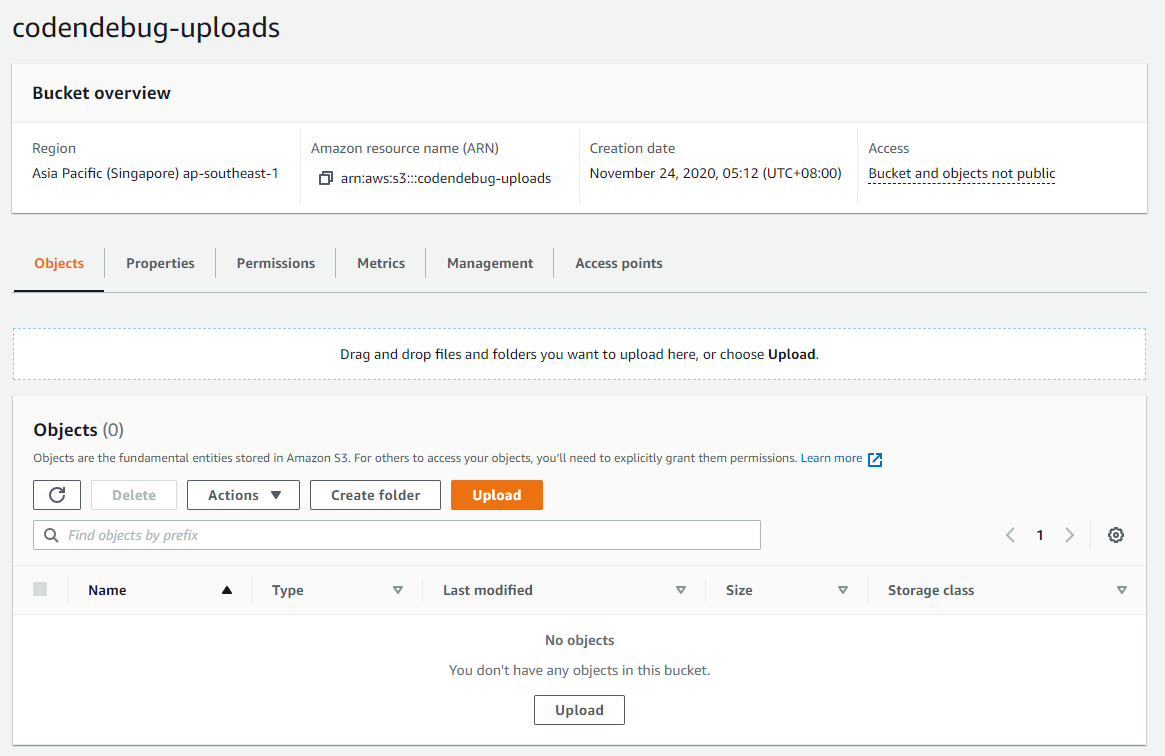 codendebug-uploads
Bucket overview
Region
Asia Pacific (Singapore) ap-southeast-1
Amazon resource name (ARN)
arn:aws:s3:::codendebug-uploads
Creation date
November 24, 2020, 05:12 (UTC+08:00)
Access
Bucket and objects not public
Objects Properties Permissions Metrics Management Access points
Drag and drop files and folders you want to upload here, or choose Upload.
Objects (0)
Objects are the fundamental entities stored in Amazon S3. For others to access your objects, you'll need to explicitly grant them permissions. Learn more
Delete Actions Create folder Upload
Find objects by prefix 1
Name Type Last modified Size Storage class
No objects
You don't have any objects in this bucket.
Upload